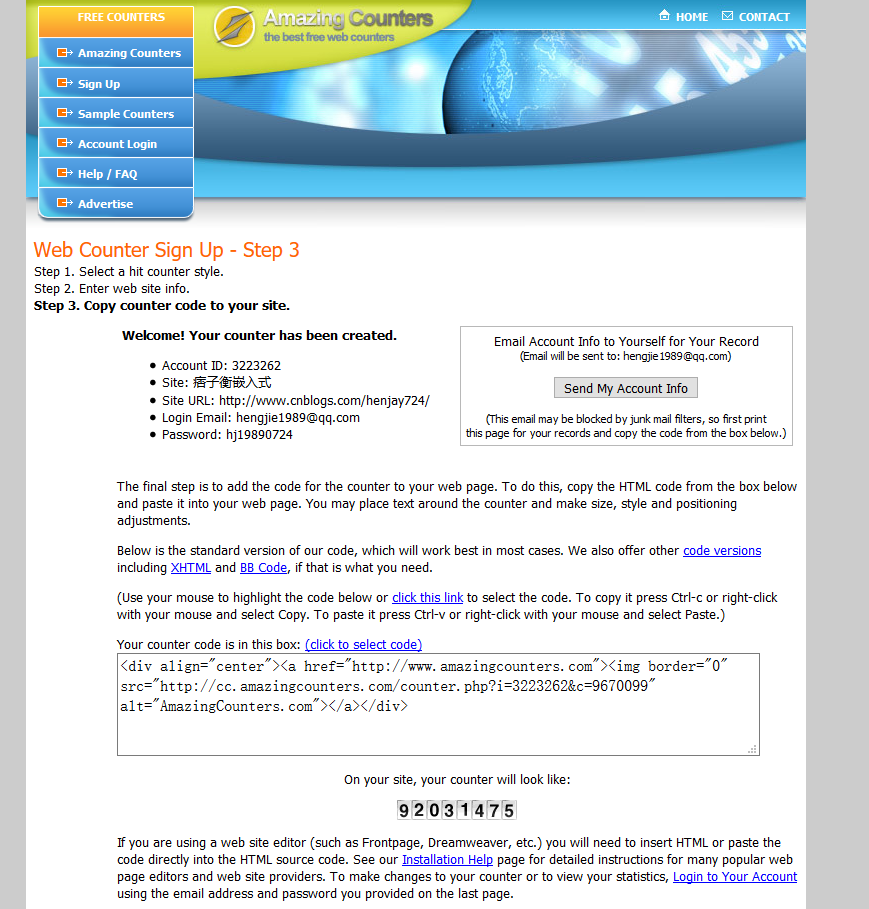 FREE COUNTERS
Amazing Counters
Sign Up
Sample Counters
Account Login
Help / FAQ
Advertise
Amazing Counters
the best free web counters
HOME
CONTACT
Web Counter Sign Up - Step 3
Step 1. Select a hit counter style.
Step 2. Enter web site info.
Step 3. Copy counter code to your site.
Welcome! Your counter has been created.
Account ID: 3223262
Site: 痞子衡嵌入式
Site URL: http://www.cnblogs.com/henjay724/
Login Email: hengjie1989@qq.com
Password: hj19890724
Email Account Info to Yourself for Your Record
(Email will be sent to: hengjie1989@qq.com)
Send My Account Info
(This email may be blocked by junk mail filters, so first print
this page for your records and copy the code from the box below.)
The final step is to add the code for the counter to your web page. To do this, copy the HTML code from the box below
and paste it into your web page. You may place text around the counter and make size, style and positioning
adjustments.
Below is the standard version of our code, which will work best in most cases. We also offer other code versions
including XHTML and BB Code, if that is what you need.
(Use your mouse to highlight the code below or click this link to select the code. To copy it press Ctrl-c or right-click
with your mouse and select Copy. To paste it press Ctrl-v or right-click with your mouse and select Paste.)
Your counter code is in this box: (click to select code)
<div align="center"><a href="http://www.amazingcounters.com"><img border="0"
src="http://cc.amazingcounters.com/counter.php?i=3223262&c=9670099"
alt="AmazingCounters.com"></a></div>
On your site, your counter will look like:
92031475
If you are using a web site editor (such as Frontpage, Dreamweaver, etc.) you will need to insert HTML or paste the
code directly into the HTML source code. See our Installation Help page for detailed instructions for many popular web
page editors and web site providers. To make changes to your counter or to view your statistics, Login to Your Account
using the email address and password you provided on the last page.